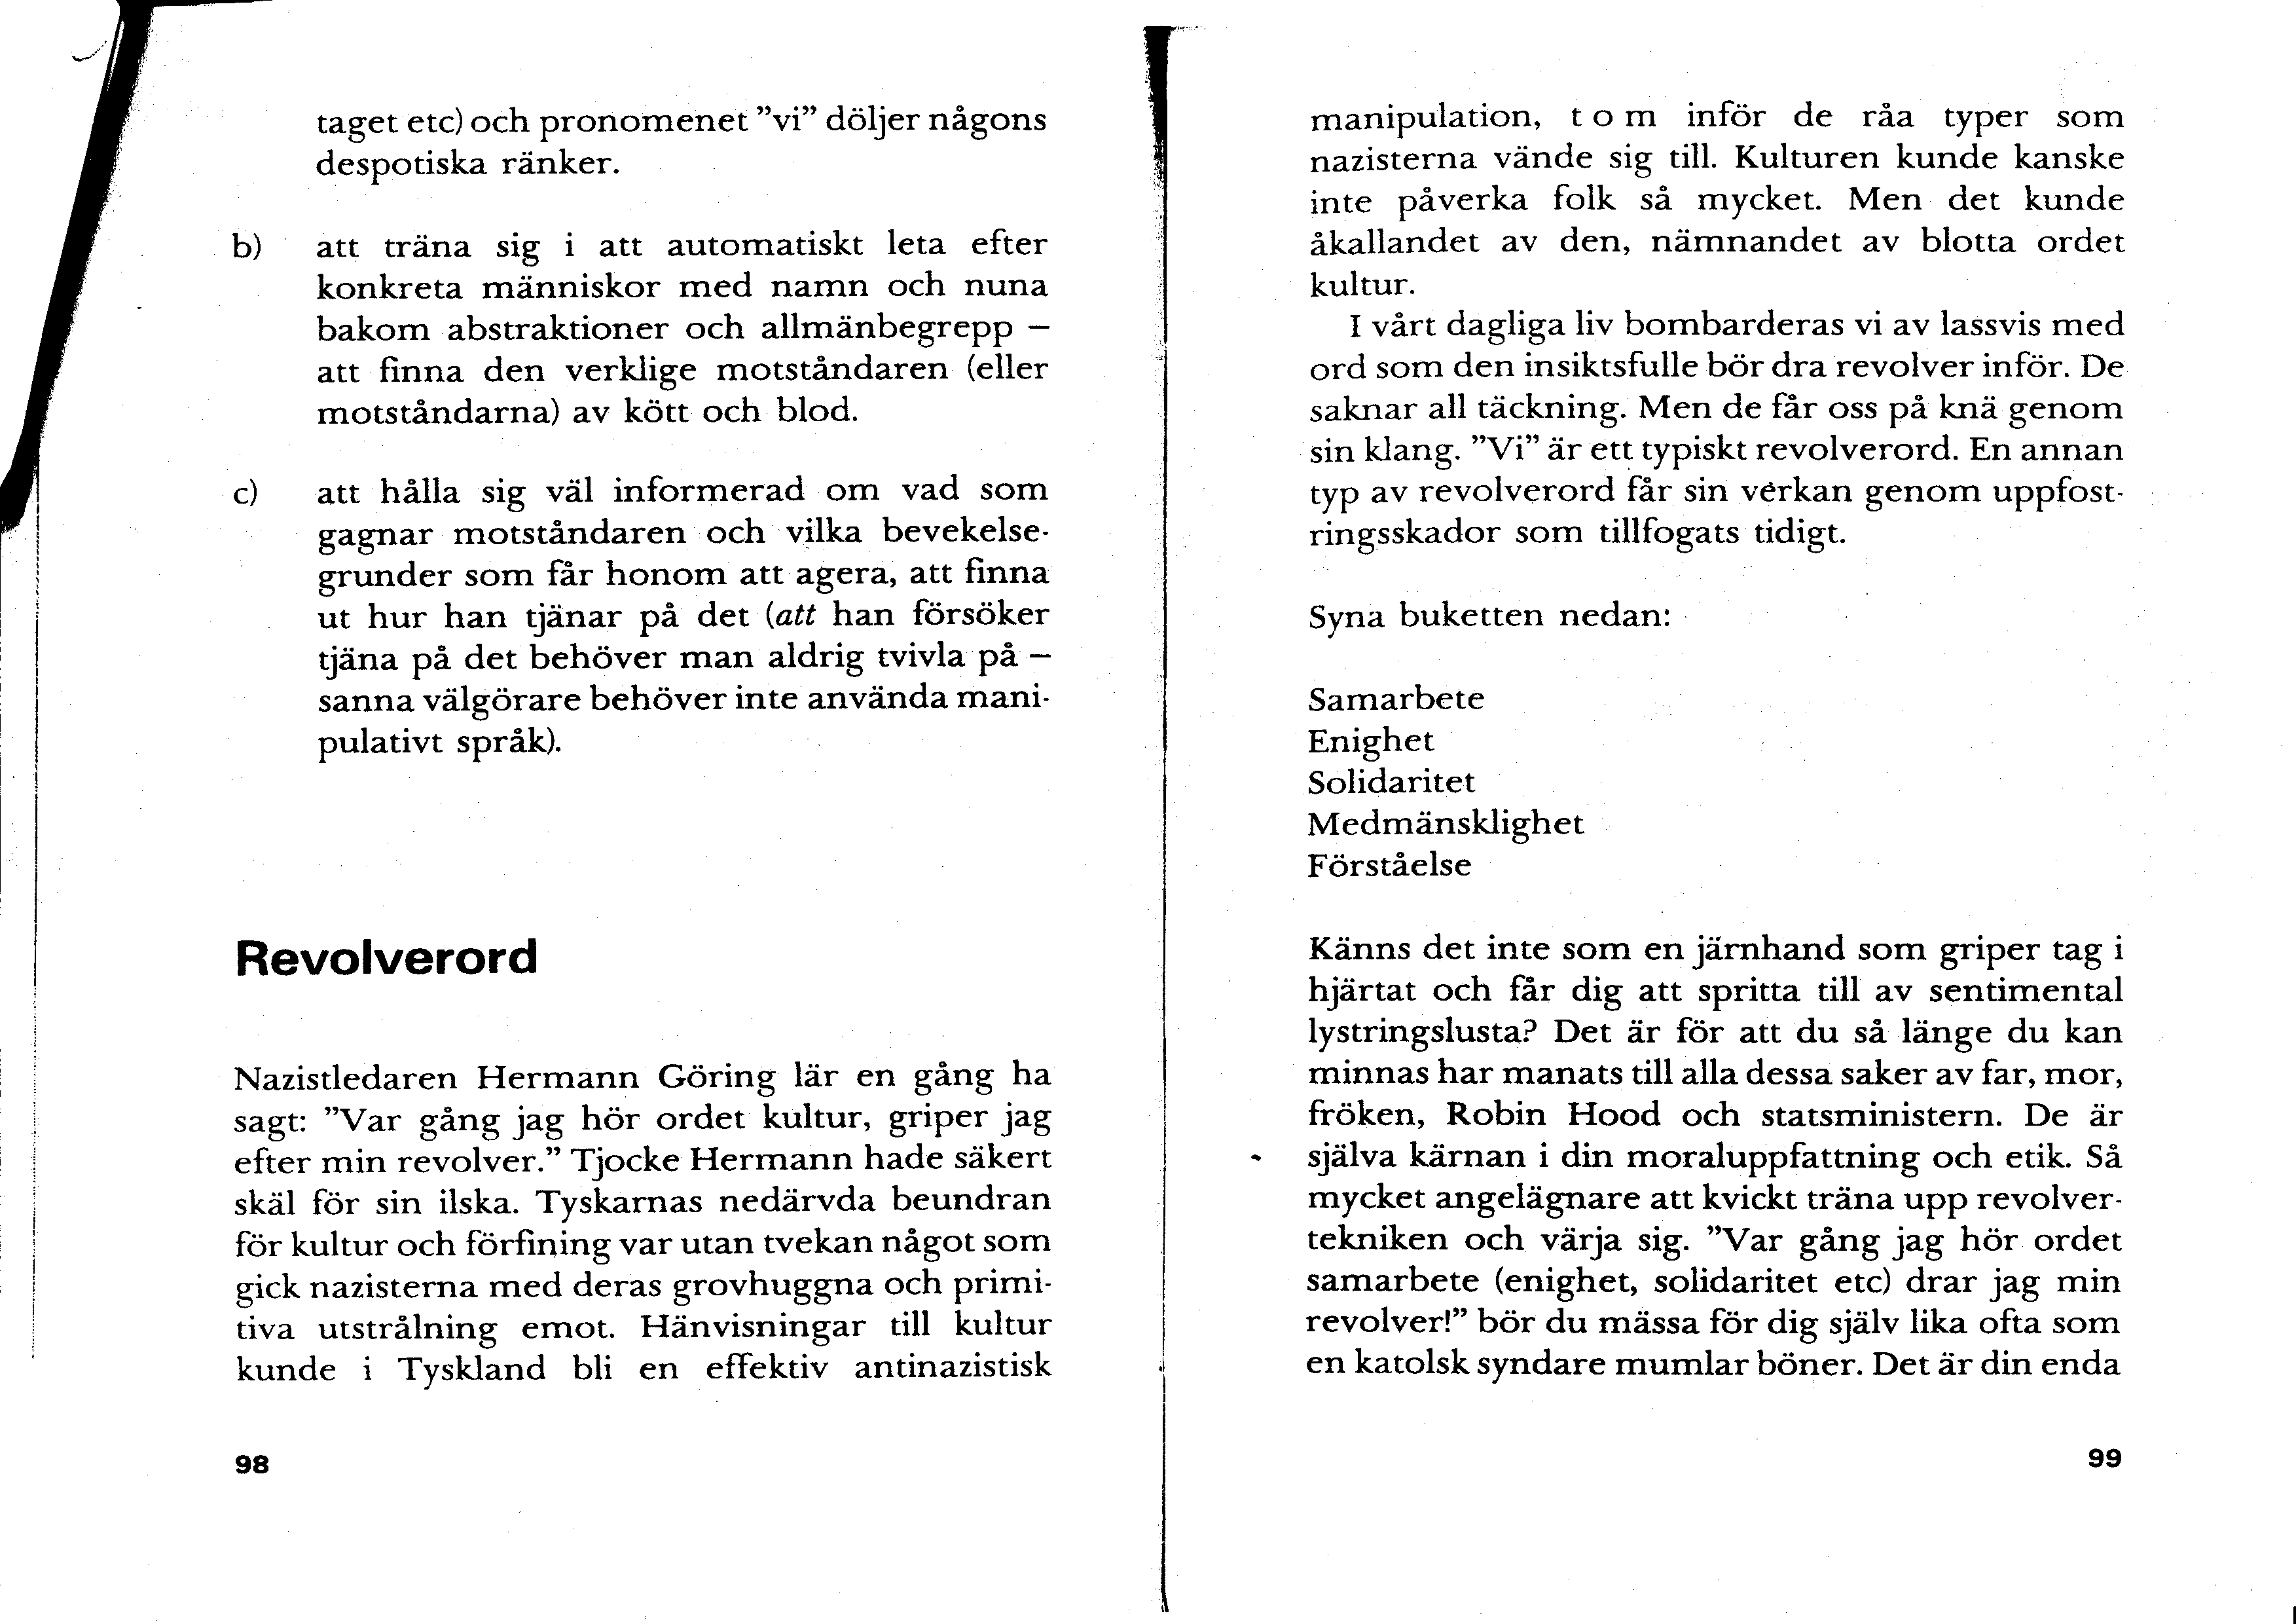 taget etc) och pronomenet ”vi” döljer någons
despotiska ränker.
b) att träna sig i att automatiskt leta efter
konkreta människor med namn och nuna
bakom abstraktioner och allmänbegrepp –
att finna den verklige motståndaren (eller
motståndarna) av kött och blod.
c) att hålla sig väl informerad om vad som
gagnar motståndaren och vilka bevekelse-
grunder som får honom att agera, att finna
ut hur han tjänar på det (att han försöker
tjäna på det behöver man aldrig tvivla på –
sanna välgörare behöver inte använda mani-
pulativt språk).
Revolverord
Nazistledaren Hermann Göring lär en gång ha
sagt: ”Var gång jag hör ordet kultur, griper jag
efter min revolver.” Tjocke Hermann hade säkert
skäl för sin ilska. Tyskarnas nedärvda beundran
för kultur och förfining var utan tvekan något som
gick nazisterna med deras grovhuggna och primi-
tiva utstrålning emot. Hänvisningar till kultur
kunde i Tyskland bli en effektiv antinazistisk
98
manipulation, t o m inför de råa typer som
nazisterna vände sig till. Kulturen kunde kanske
inte påverka folk så mycket. Men det kunde
åkallandet av den, nämnandet av blotta ordet
kultur.
I vårt dagliga liv bombarderas vi av lassvis med
ord som den insiktsfulle bör dra revolver inför. De
saknar all täckning. Men de får oss på knä genom
sin klang. ”Vi” är ett typiskt revolverord. En annan
typ av revolverord får sin verkan genom uppfost-
ringsskador som tillfogats tidigt.
Syna buketten nedan:
Samarbete
Enighet
Solidaritet
Medmänsklighet
Förståelse
Känns det inte som en järnhand som griper tag i
hjärtat och får dig att spritta till av sentimental
lystringslusta? Det är för att du så länge du kan
minnas har manats till alla dessa saker av far, mor,
fröken, Robin Hood och statsministern. De är
själva kärnan i din moraluppfattning och etik. Så
mycket angelägnare att kvickt träna upp revolver-
tekniken och värja sig. ”Var gång jag hör ordet
samarbete (enighet, solidaritet etc) drar jag min
revolver!” bör du mässa för dig själv lika ofta som
en katolsk syndare mumlar böner. Det är din enda
99